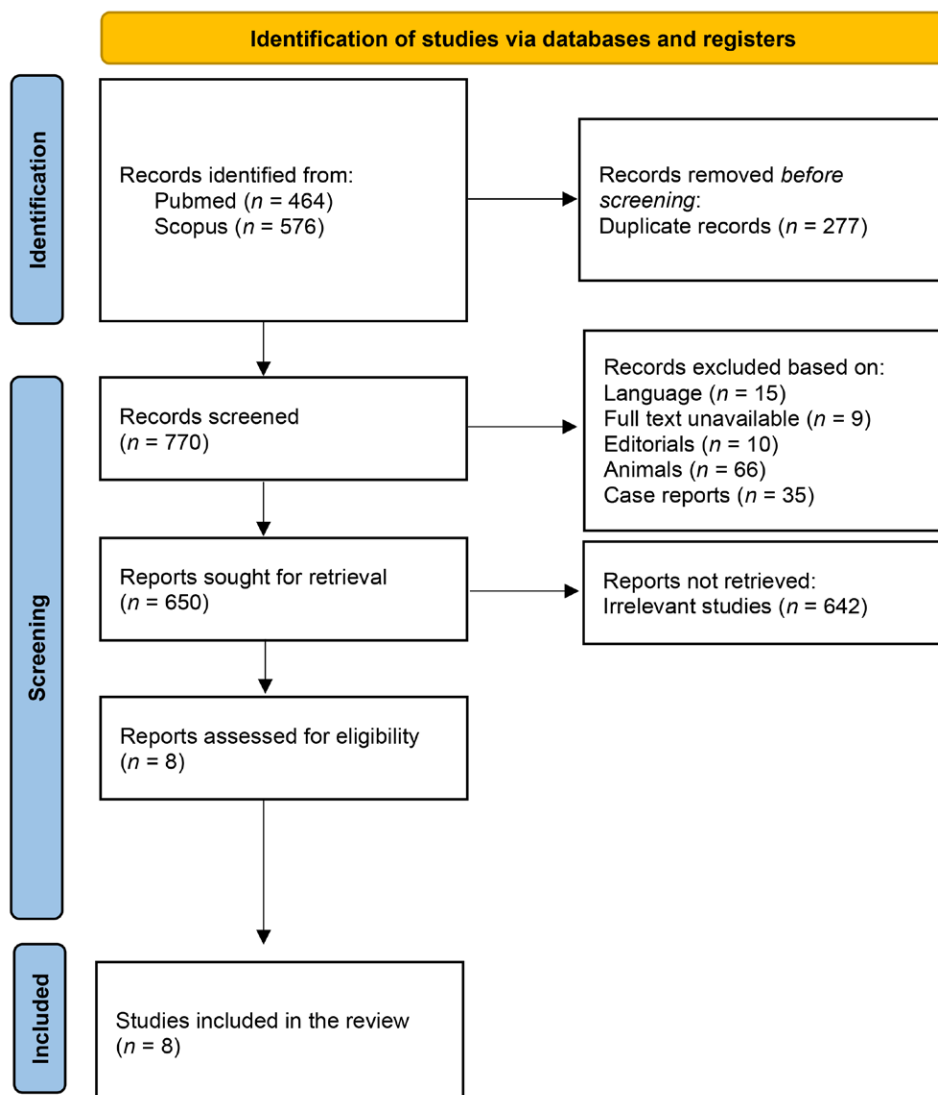 Identification of studies via databases and registers
Identification
Records identified from:
Pubmed (n = 464)
Scopus (n = 576)
Records removed before
screening:
Duplicate records (n = 277)
Screening
Records screened
(n = 770)
Records excluded based on:
Language (n = 15)
Full text unavailable (n = 9)
Editorials (n = 10)
Animals (n = 66)
Case reports (n = 35)
Reports sought for retrieval
(n = 650)
Reports not retrieved:
Irrelevant studies (n = 642)
Reports assessed for eligibility
(n = 8)
Included
Studies included in the review
(n = 8)